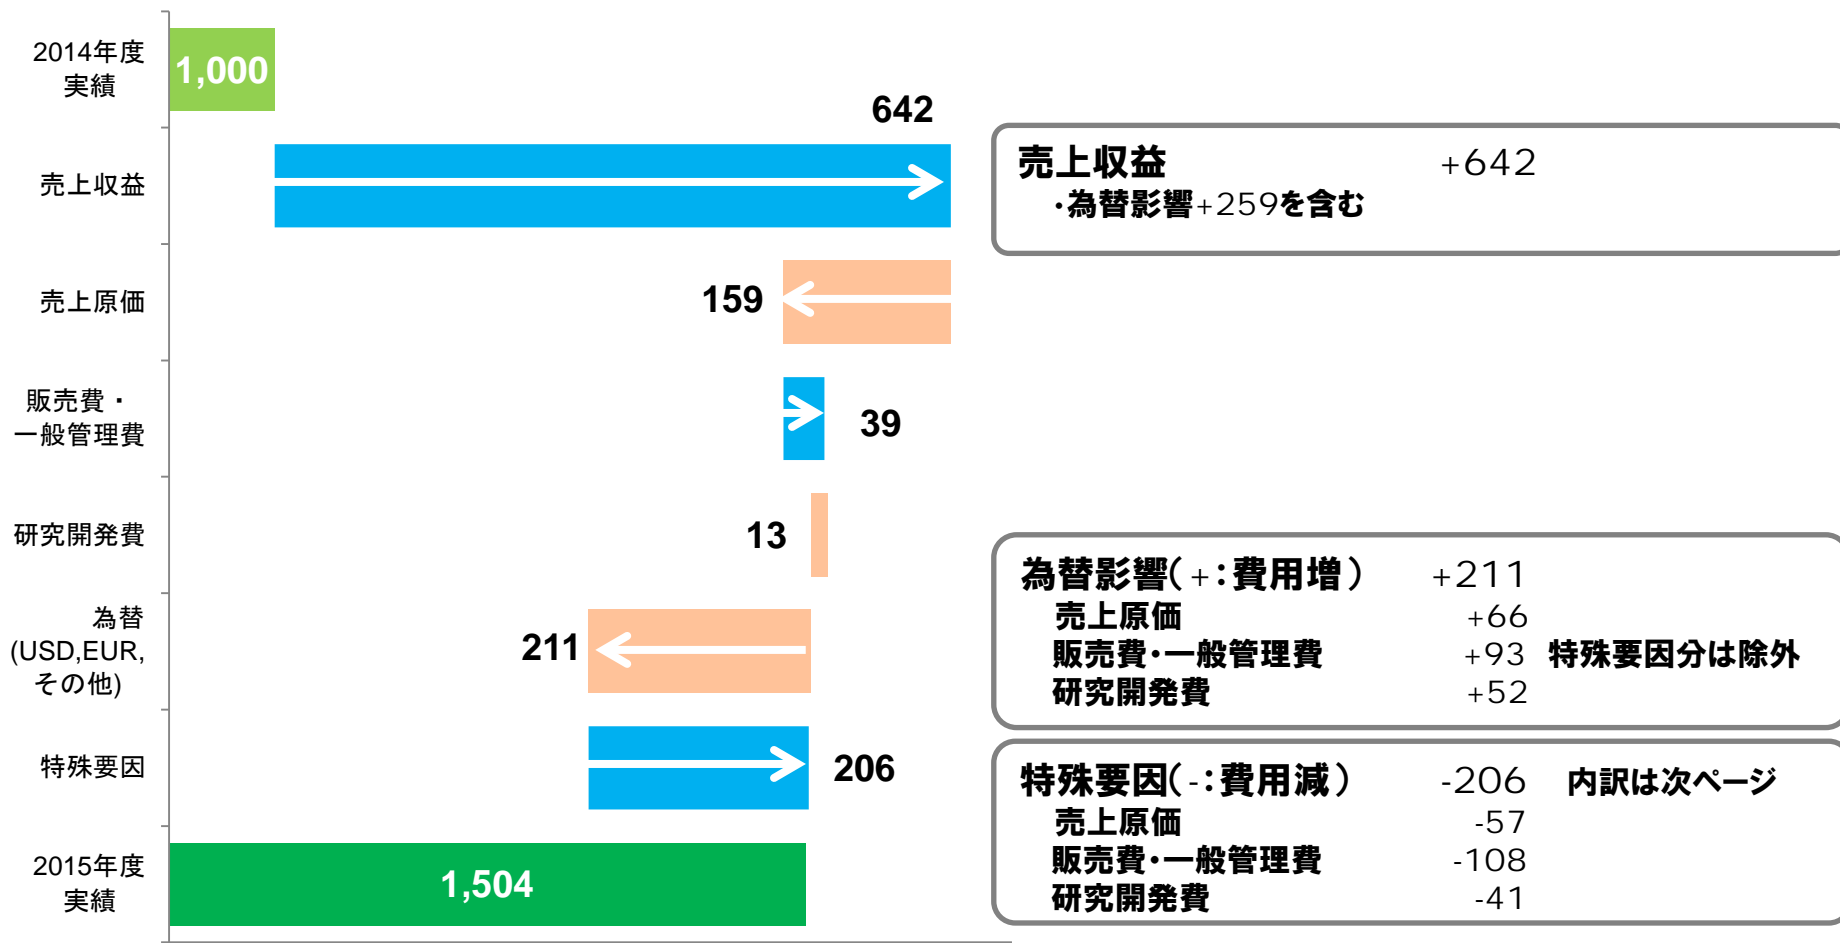 2014年度
実績
1,000
642
売上収益
売上原価
159
販売費・
一般管理費
39
研究開発費
13
為替
(USD,EUR,
その他)
211
特殊要因
206
2015年度
実績
1,504
売上収益 +642
・為替影響+259を含む
為替影響(+:費用増) +211
売上原価 +66
販売費・一般管理費 +93 特殊要因分は除外
研究開発費 +52
特殊要因(-:費用減) -206 内訳は次ページ
売上原価 -57
販売費・一般管理費 -108
研究開発費 -41